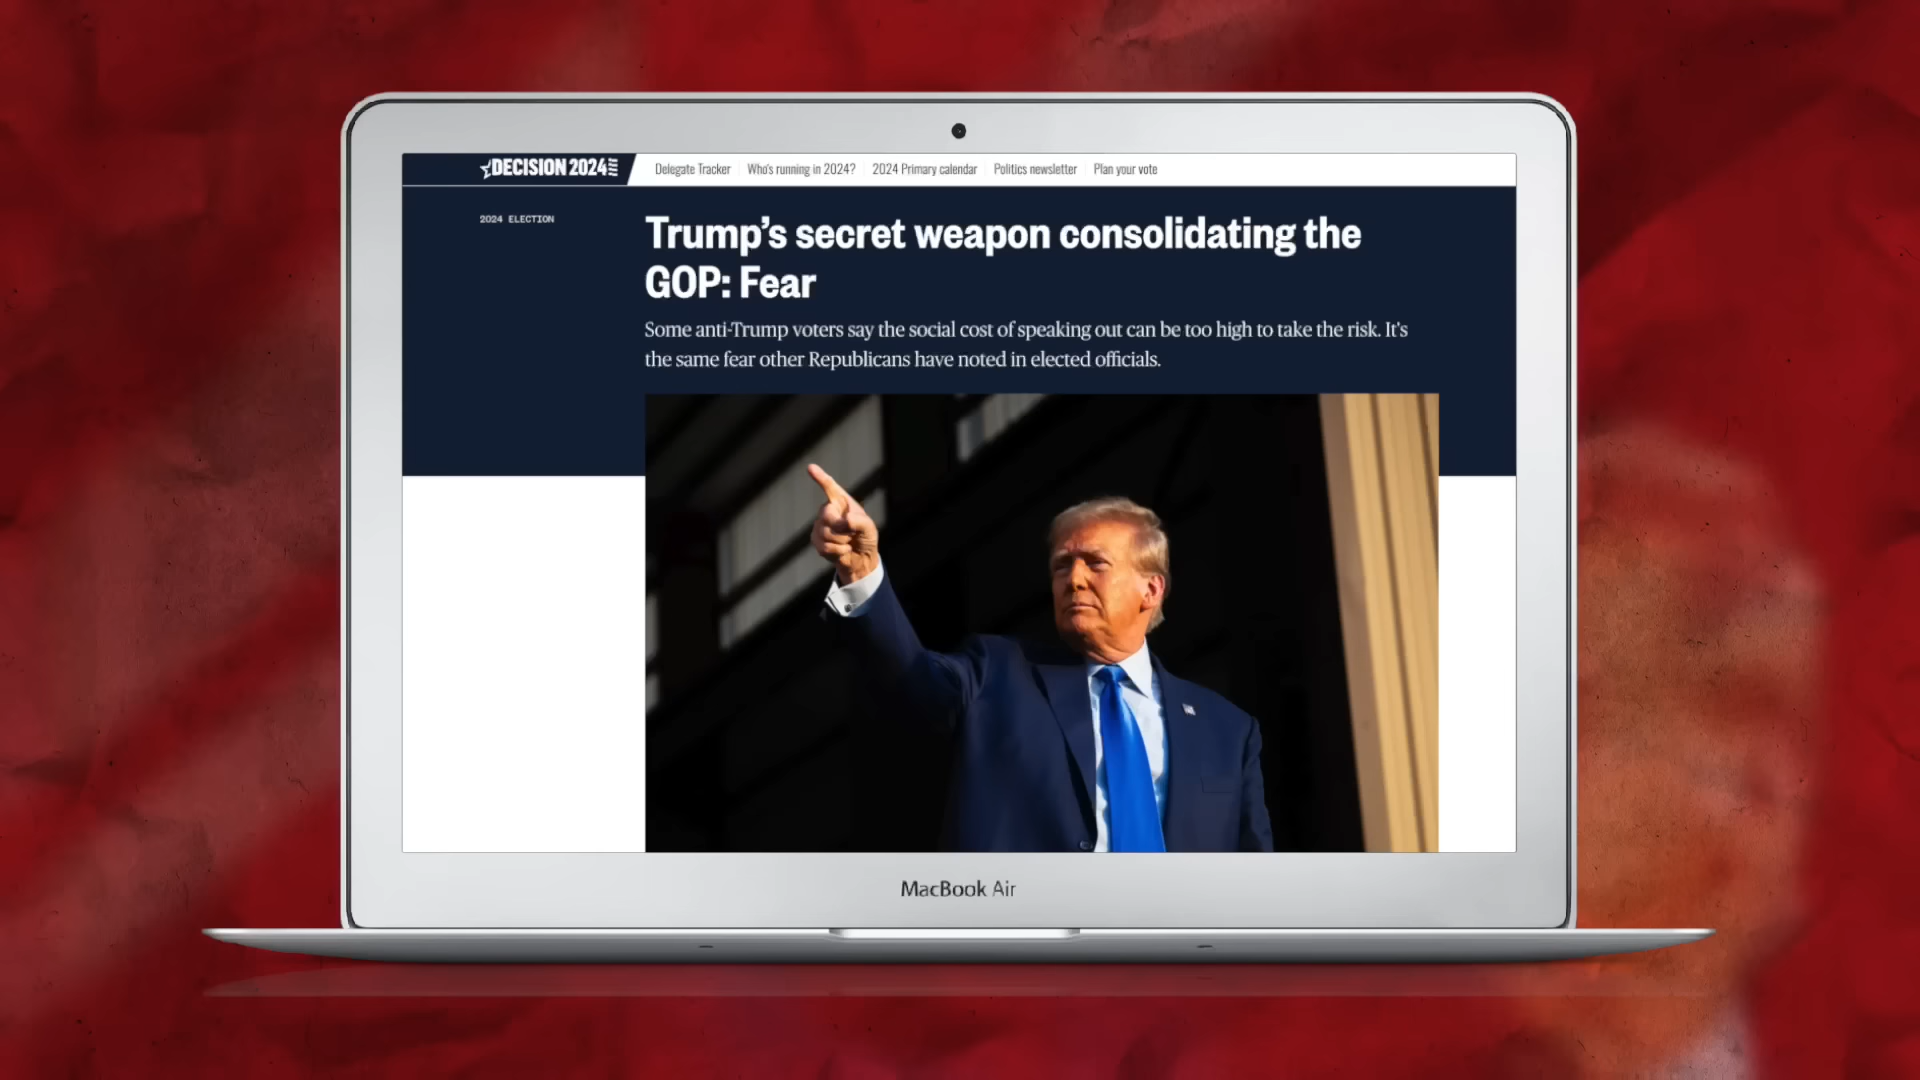 DECISION 2024
Delegate Tracker
Who's running in 2024?
2024 Primary calendar
Politics newsletter
Plan your vote
2024 ELECTION
Trump’s secret weapon consolidating the
GOP: Fear
Some anti-Trump voters say the social cost of speaking out can be too high to take the risk. It's
the same fear other Republicans have noted in elected officials.
MacBook Air